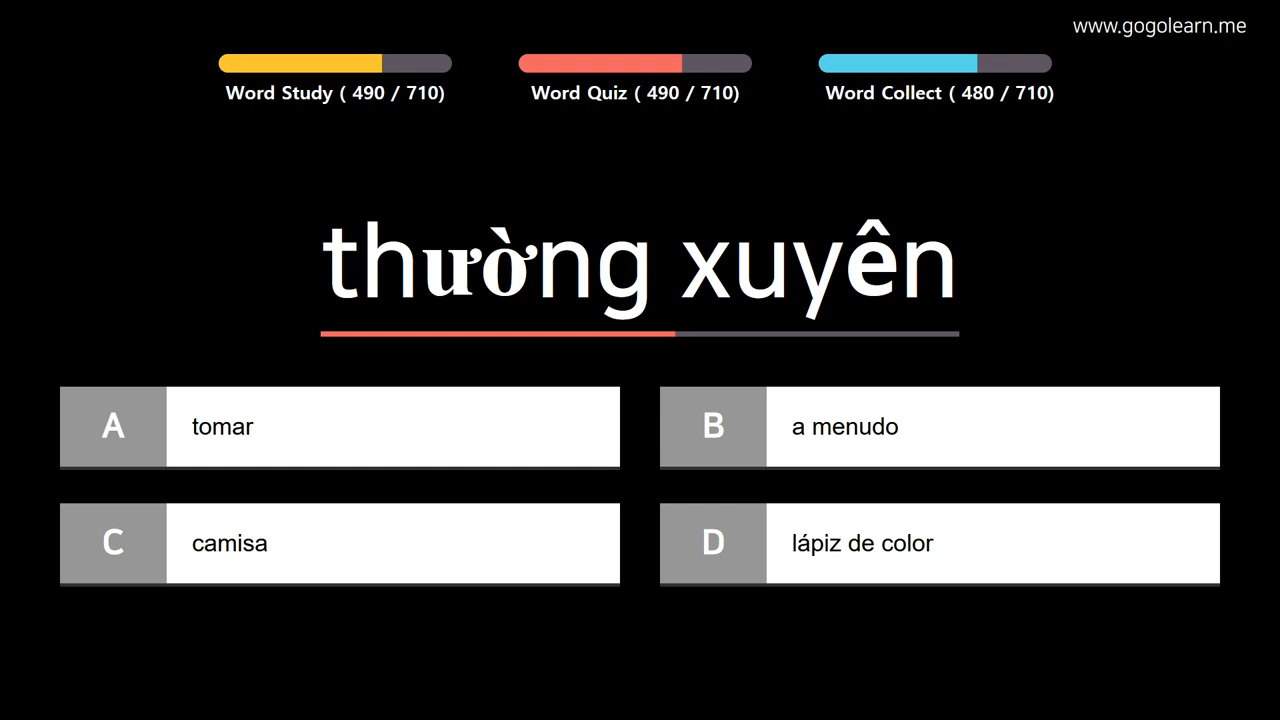 www.gogolearn.me
Word Study ( 490 / 710)
Word Quiz ( 490 / 710)
Word Collect ( 480 / 710)
thường xuyên
A
tomar
B
a menudo
C
camisa
D
lápiz de color